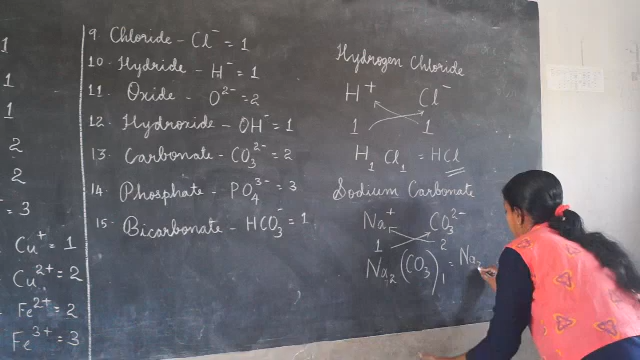 1
1
1
2
2
= 3
Cu⁺ = 1
Cu²⁺ = 2
Fe²⁺ = 2
Fe³⁺ = 3
9 Chloride – Cl⁻ = 1
10. Hydride – H⁻ = 1
11. Oxide – O²⁻ = 2
12. Hydroxide – OH⁻ = 1
13. Carbonate – CO₃²⁻ = 2
14. Phosphate – PO₄³⁻ = 3
15. Bicarbonate – HCO₃⁻ = 1
Hydrogen Chloride
H⁺ Cl⁻
1 1
H₁ Cl₁ = HCl
Sodium Carbonate
Na⁺ CO₃²⁻
1 2
Na₂(CO₃)₁ = Na₂